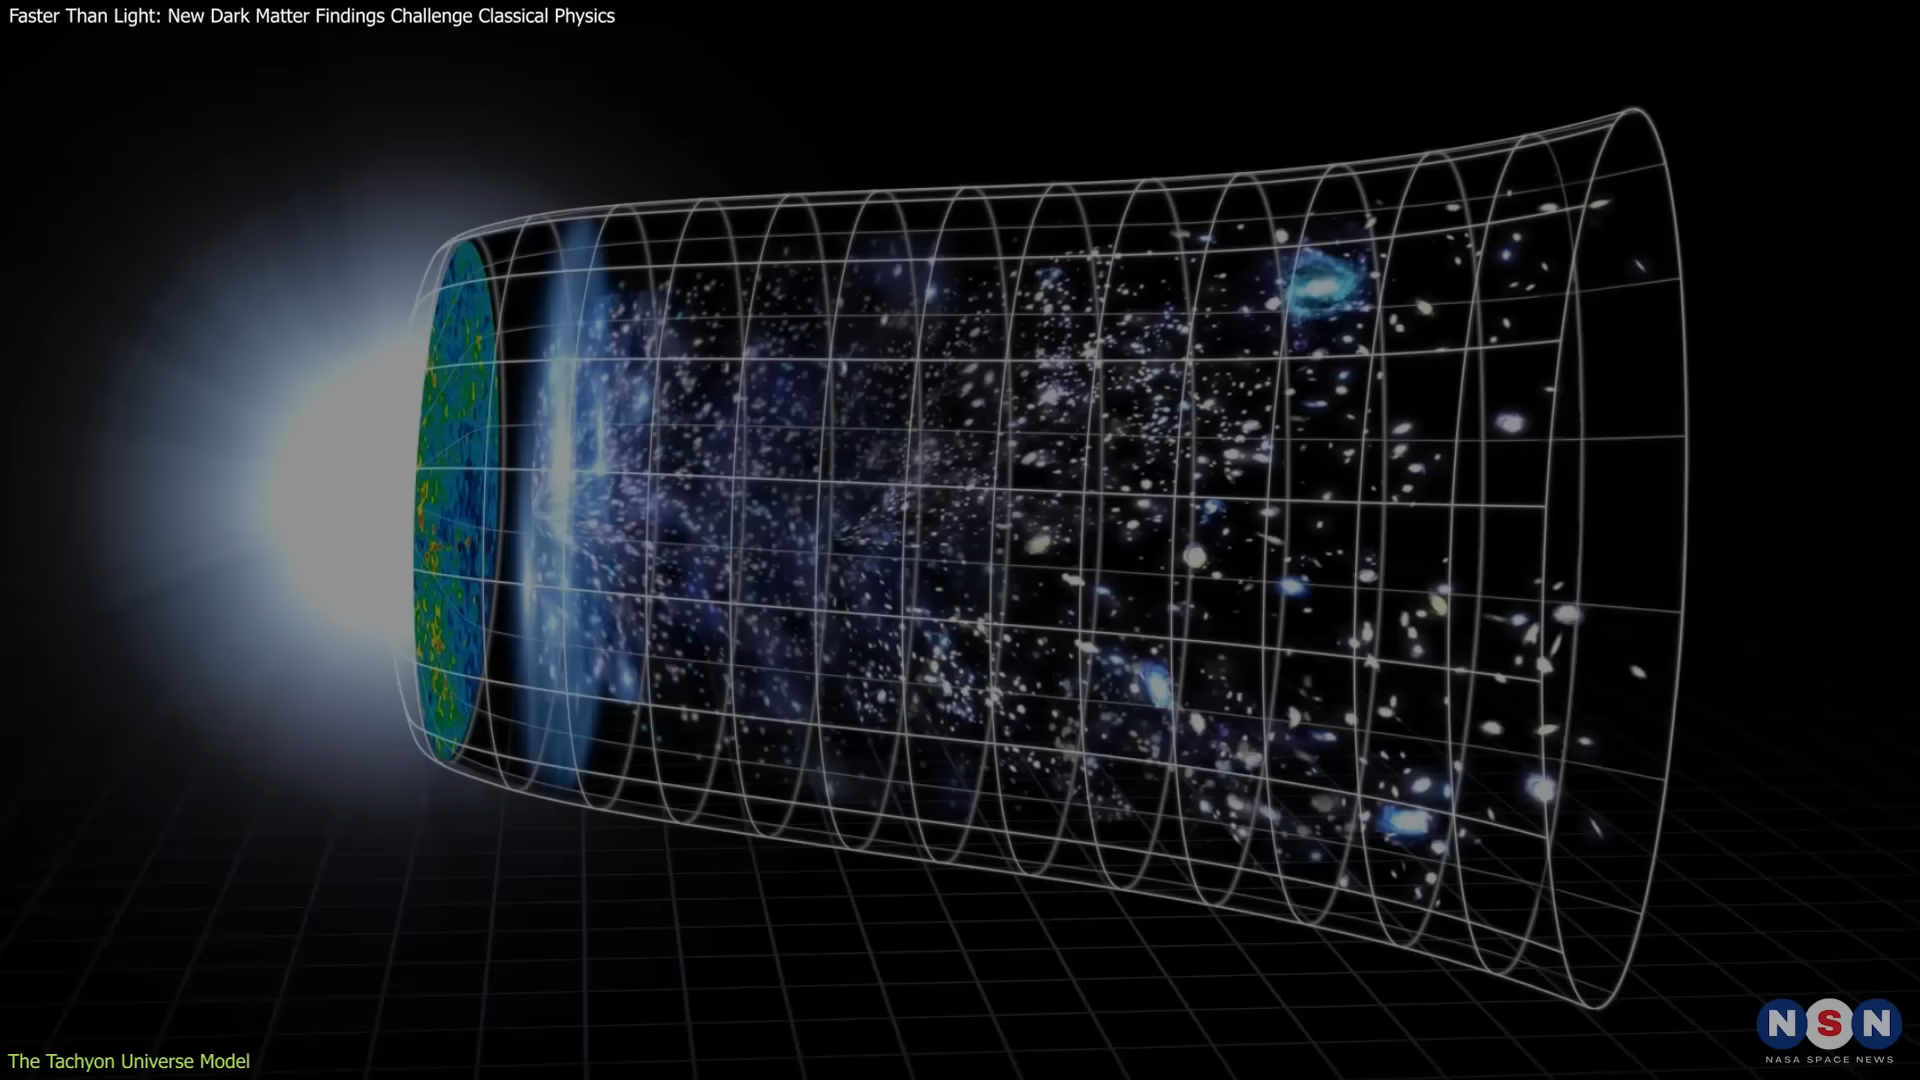 Faster Than Light: New Dark Matter Findings Challenge Classical Physics
The Tachyon Universe Model
NSN
NASA SPACE NEWS